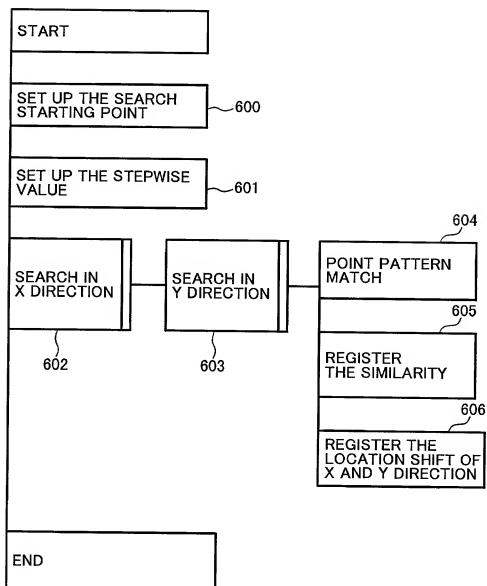 START
SET UP THE SEARCH
STARTING POINT
600
SET UP THE STEPWISE
VALUE
601
SEARCH IN
X DIRECTION
602
SEARCH IN
Y DIRECTION
603
604
POINT PATTERN
MATCH
605
REGISTER
THE SIMILARITY
606
REGISTER THE
LOCATION SHIFT OF
X AND Y DIRECTION
END